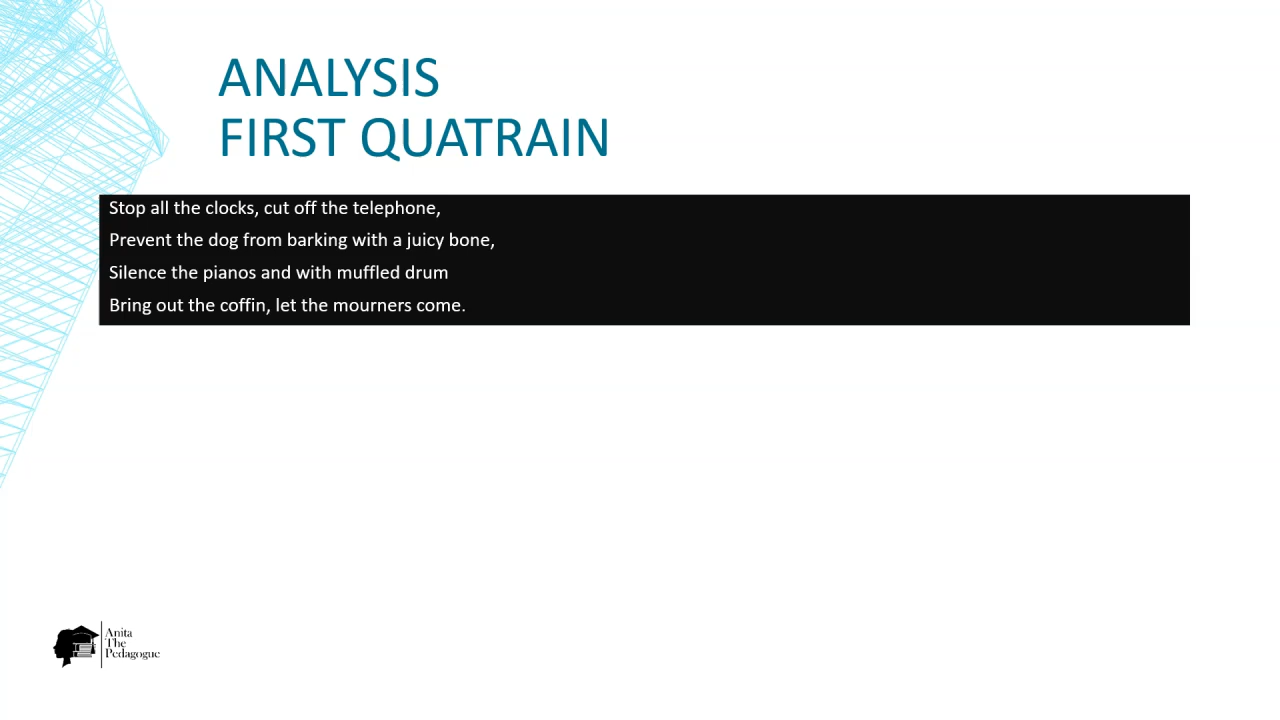 ANALYSIS
FIRST QUATRAIN
Stop all the clocks, cut off the telephone,
Prevent the dog from barking with a juicy bone,
Silence the pianos and with muffled drum
Bring out the coffin, let the mourners come.
Anita
The
Pedagogue